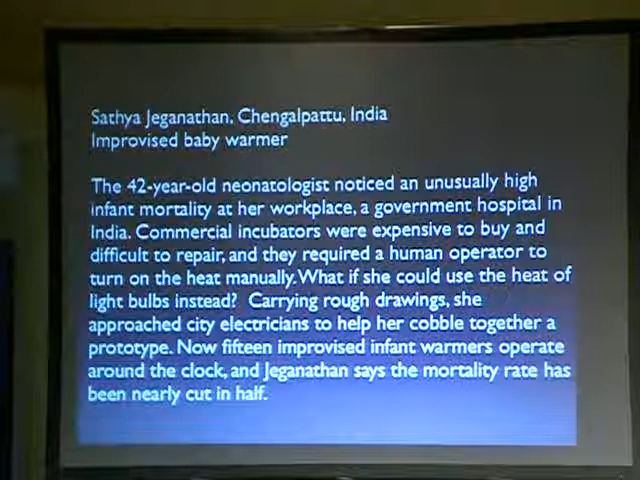 Sathya Jeganathan, Chengalpattu, India
Improvised baby warmer
The 42-year-old neonatologist noticed an unusually high
infant mortality at her workplace, a government hospital in
India. Commercial incubators were expensive to buy and
difficult to repair, and they required a human operator to
turn on the heat manually. What if she could use the heat of
light bulbs instead? Carrying rough drawings, she
approached city electricians to help her cobble together a
prototype. Now fifteen improvised infant warmers operate
around the clock, and Jeganathan says the mortality rate has
been nearly cut in half.